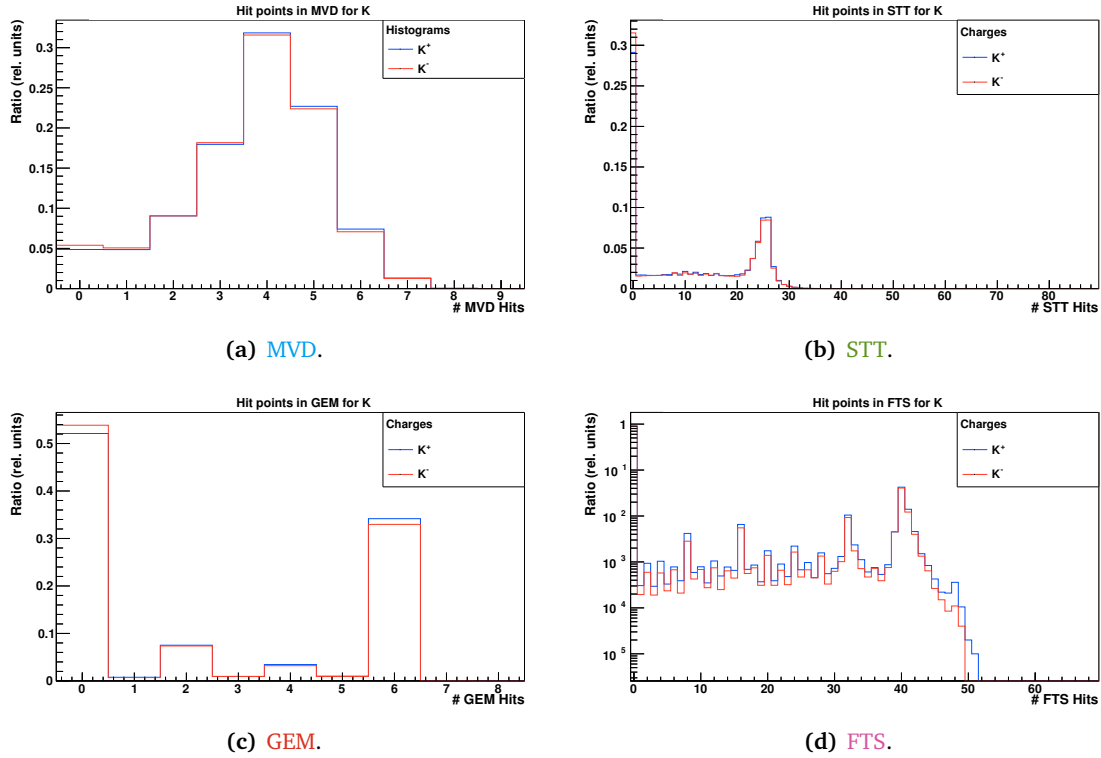 Hit points in MVD for K
Ratio (rel. units)
0.3
0.25
0.2
0.15
0.1
0.05
0
0 1 2 3 4 5 6 7 8 9
# MVD Hits
Histograms
K+
K-
(a) MVD.
Hit points in STT for K
Ratio (rel. units)
0.3
0.25
0.2
0.15
0.1
0.05
0
0 10 20 30 40 50 60 70 80
# STT Hits
Charges
K+
K-
(b) STT.
Hit points in GEM for K
Ratio (rel. units)
0.5
0.4
0.3
0.2
0.1
0
0 1 2 3 4 5 6 7 8
# GEM Hits
Charges
K+
K-
(c) GEM.
Hit points in FTS for K
Ratio (rel. units)
1
10 1
10 2
10 3
10 4
10 5
0 10 20 30 40 50 60
# FTS Hits
Charges
K+
K-
(d) FTS.